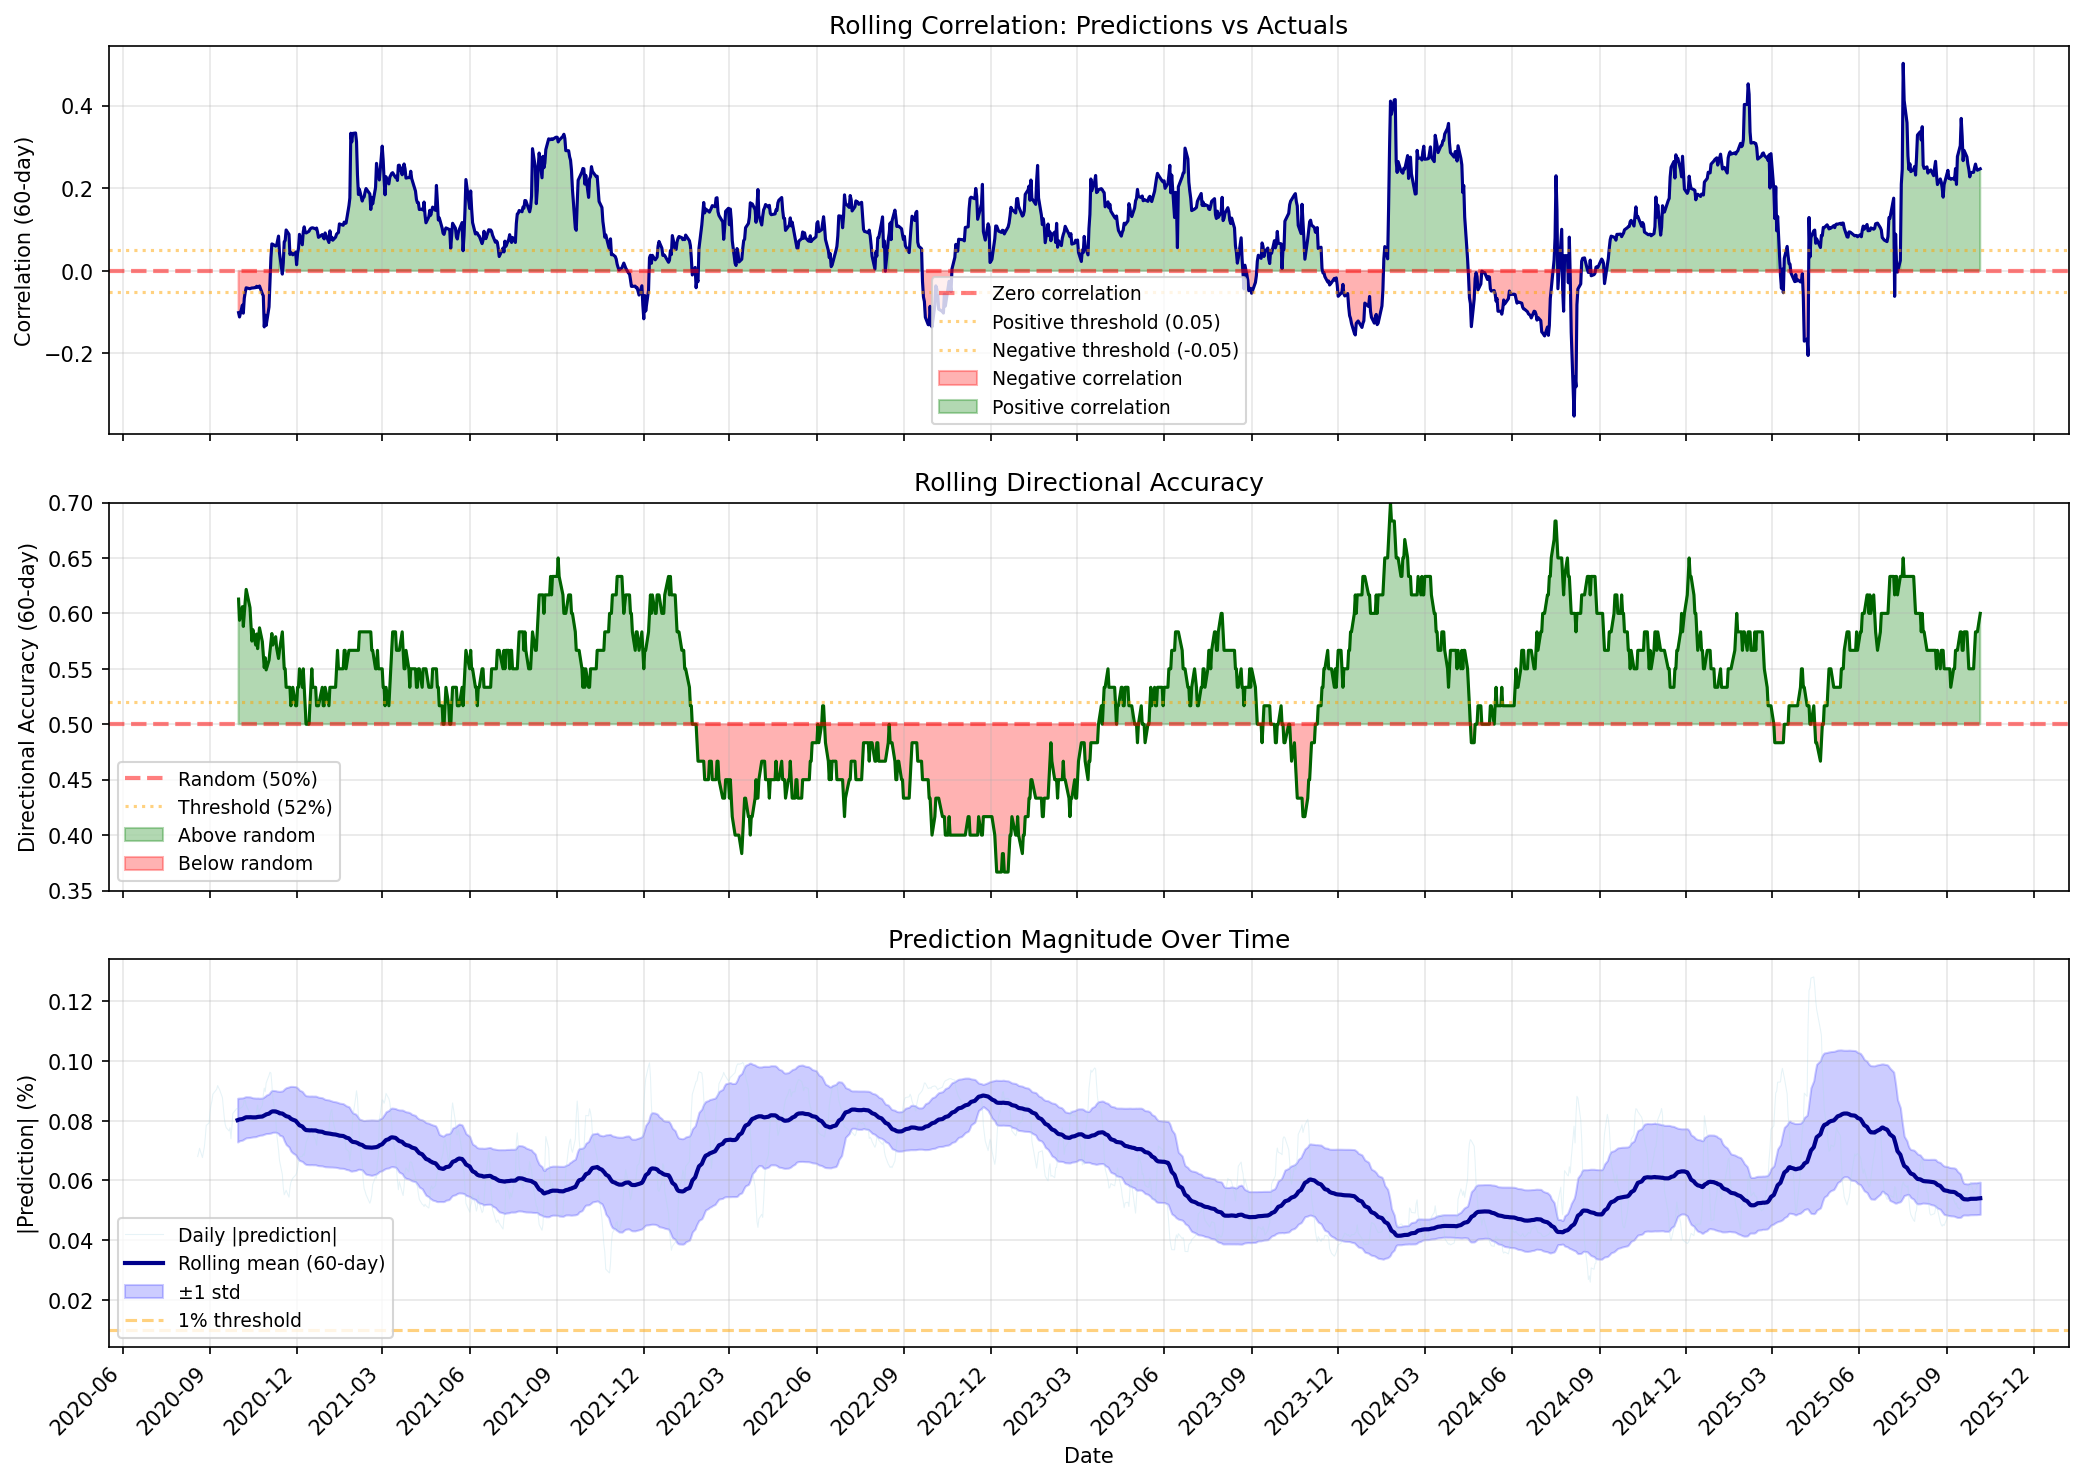 Rolling Correlation: Predictions vs Actuals
Correlation (60-day)
0.4
0.2
0.0
−0.2
Zero correlation
Positive threshold (0.05)
Negative threshold (-0.05)
Negative correlation
Positive correlation
Rolling Directional Accuracy
Directional Accuracy (60-day)
0.70
0.65
0.60
0.55
0.50
0.45
0.40
0.35
Random (50%)
Threshold (52%)
Above random
Below random
Prediction Magnitude Over Time
|Prediction| (%)
0.12
0.10
0.08
0.06
0.04
0.02
Daily |prediction|
Rolling mean (60-day)
±1 std
1% threshold
2020-06
2020-09
2020-12
2021-03
2021-06
2021-09
2021-12
2022-03
2022-06
2022-09
2022-12
2023-03
2023-06
2023-09
2023-12
2024-03
2024-06
2024-09
2024-12
2025-03
2025-06
2025-09
2025-12
Date